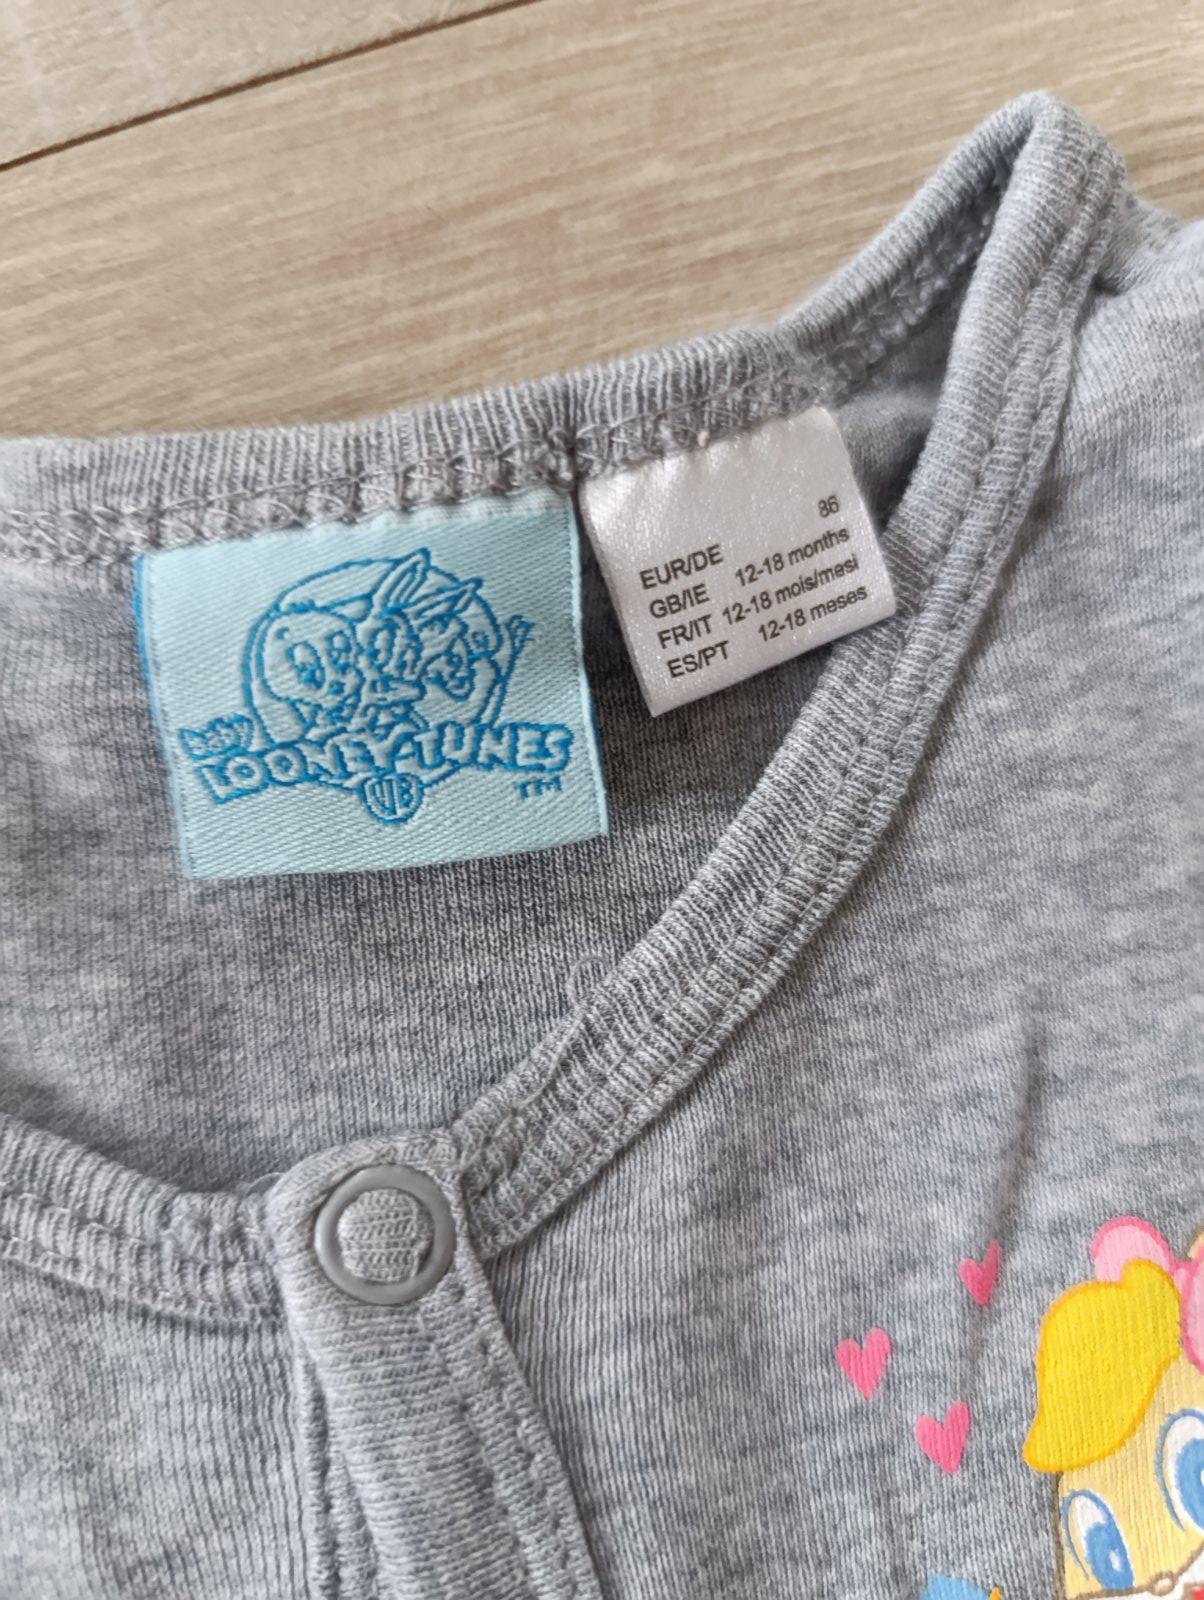 baby
LOONEY TUNES
WB
TM
86
EUR/DE
GB/IE 12-18 months
FR/IT 12-18 mois/mesi
ES/PT 12-18 meses